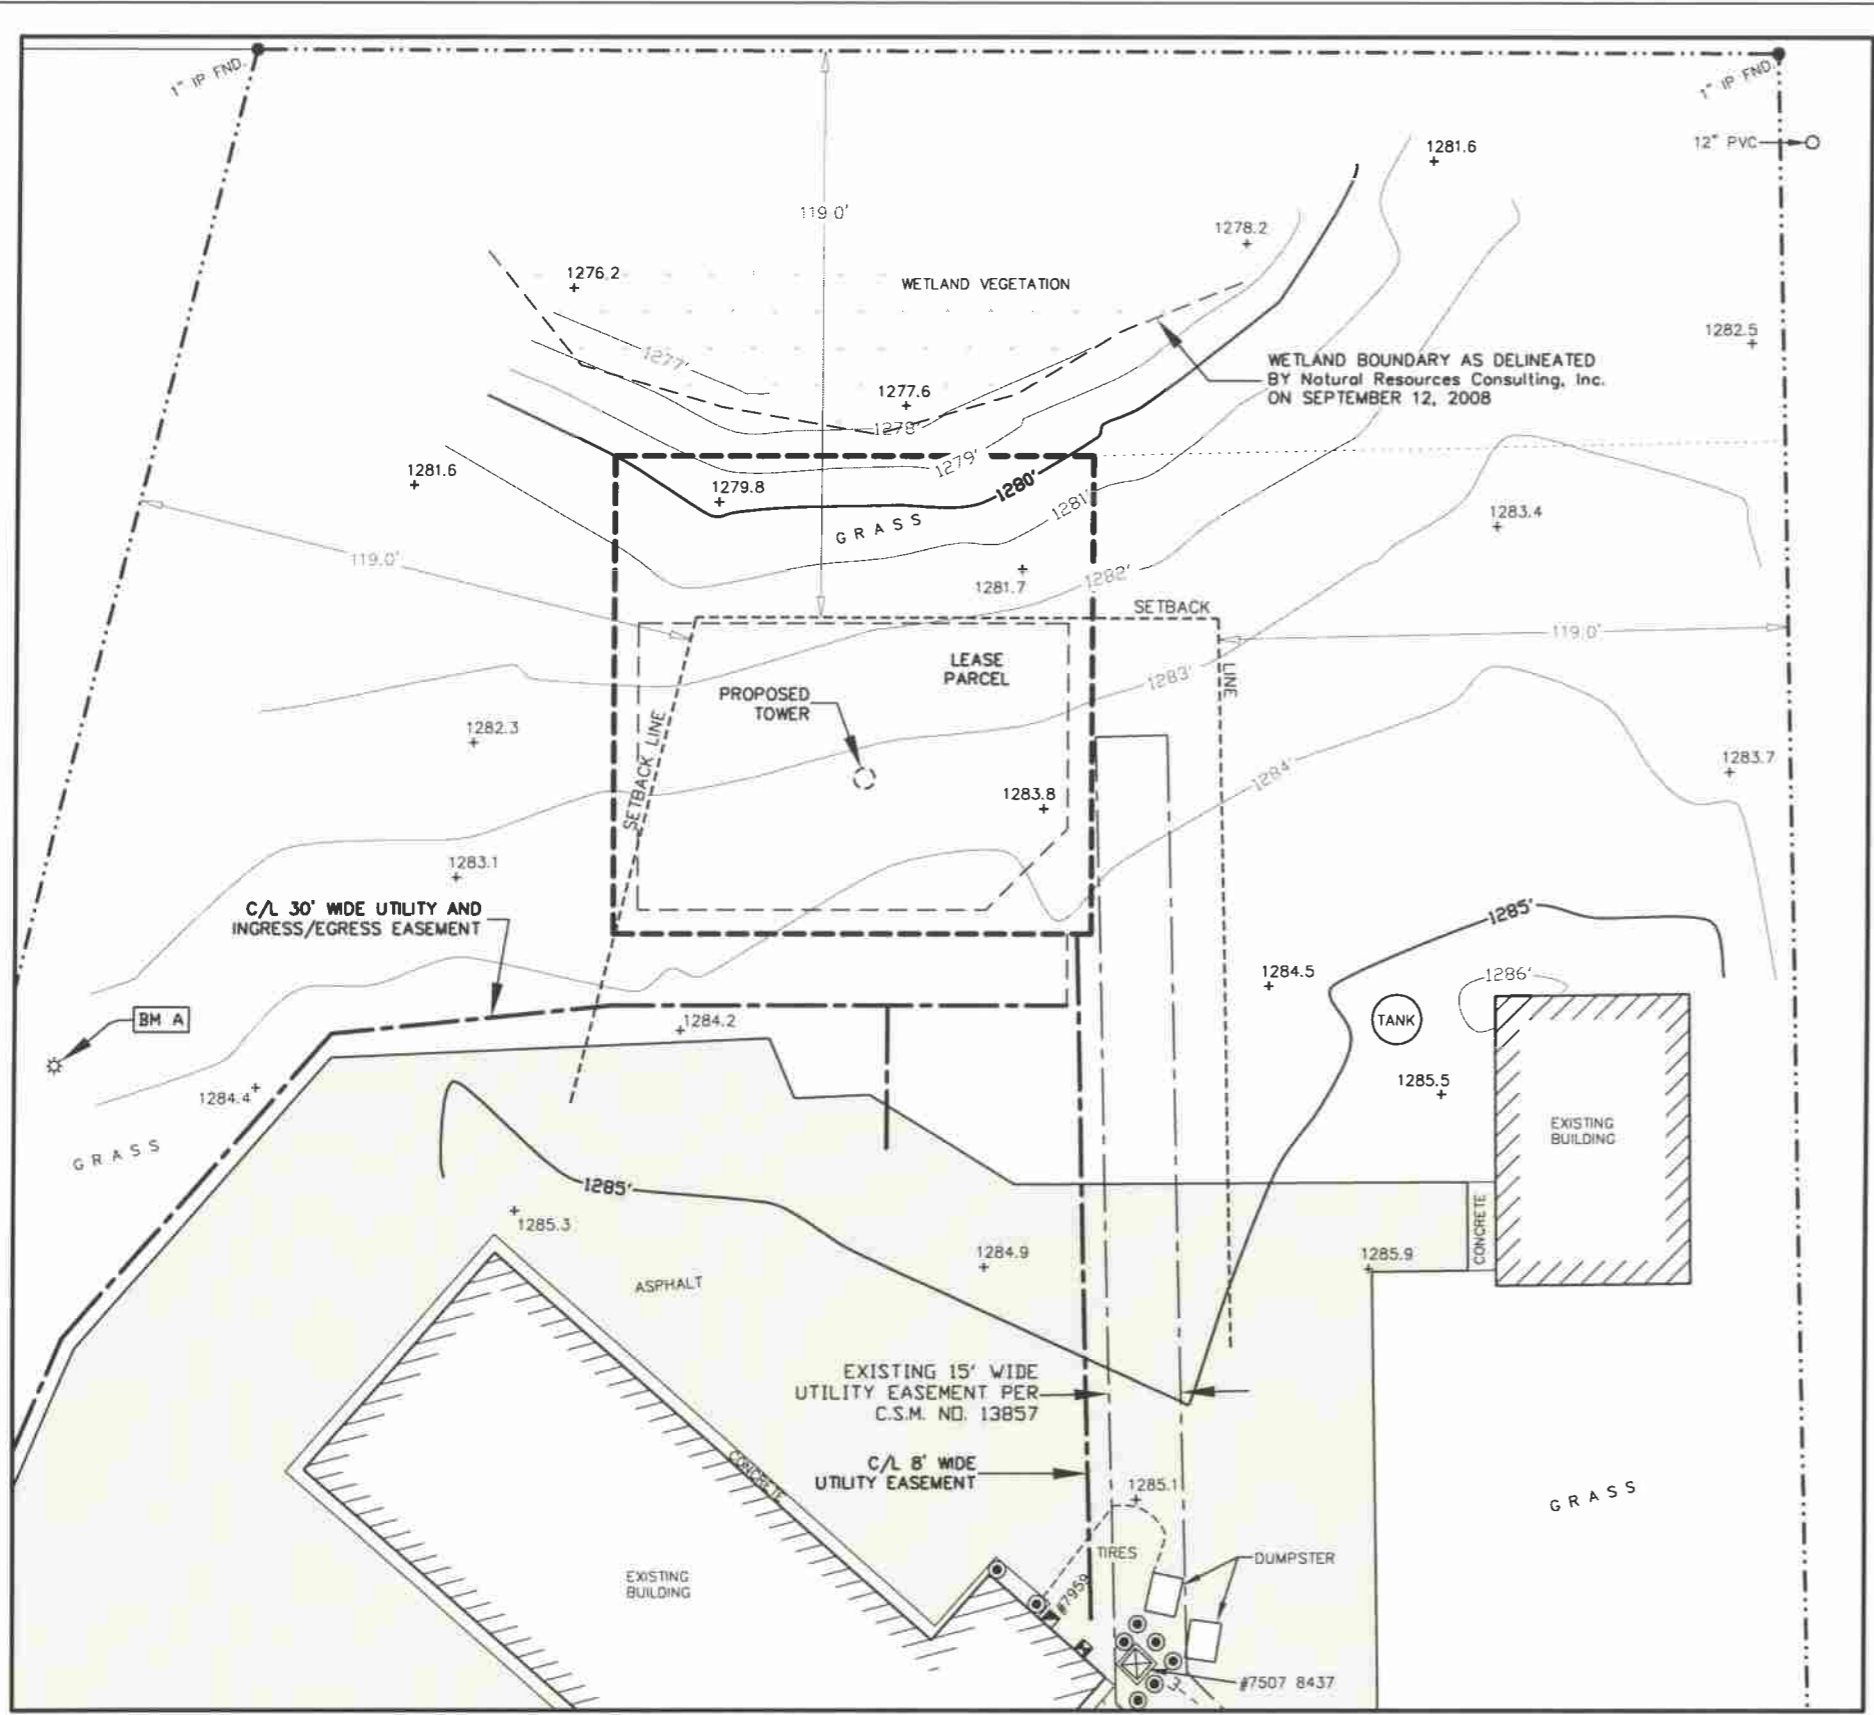 1" IP FND.
1" IP FND.
12" PVC
1281.6
119.0'
1278.2
1276.2
WETLAND VEGETATION
1282.5
1277'
WETLAND BOUNDARY AS DELINEATED
BY Natural Resources Consulting, Inc.
ON SEPTEMBER 12, 2008
1277.6
1278'
1279'
1281.6
1279.8
1280'
1281'
GRASS
1283.4
119.0'
1281.7
1282'
SETBACK
LINE
119.0'
LEASE
PARCEL
1283'
PROPOSED
TOWER
SETBACK LINE
1282.3
1283.7
1284'
1283.8
1283.1
C/L 30' WIDE UTILITY AND
INGRESS/EGRESS EASEMENT
1285'
1284.5
1286'
BM A
1284.2
TANK
1284.4
1285.5
EXISTING
BUILDING
GRASS
1285'
1285.3
CONCRETE
1284.9
1285.9
ASPHALT
EXISTING 15' WIDE
UTILITY EASEMENT PER
C.S.M. NO. 13857
C/L 8' WIDE
UTILITY EASEMENT
CONCRETE
1285.1
GRASS
TIRES
DUMPSTER
EXISTING
BUILDING
#7959
#7507 8437
3-